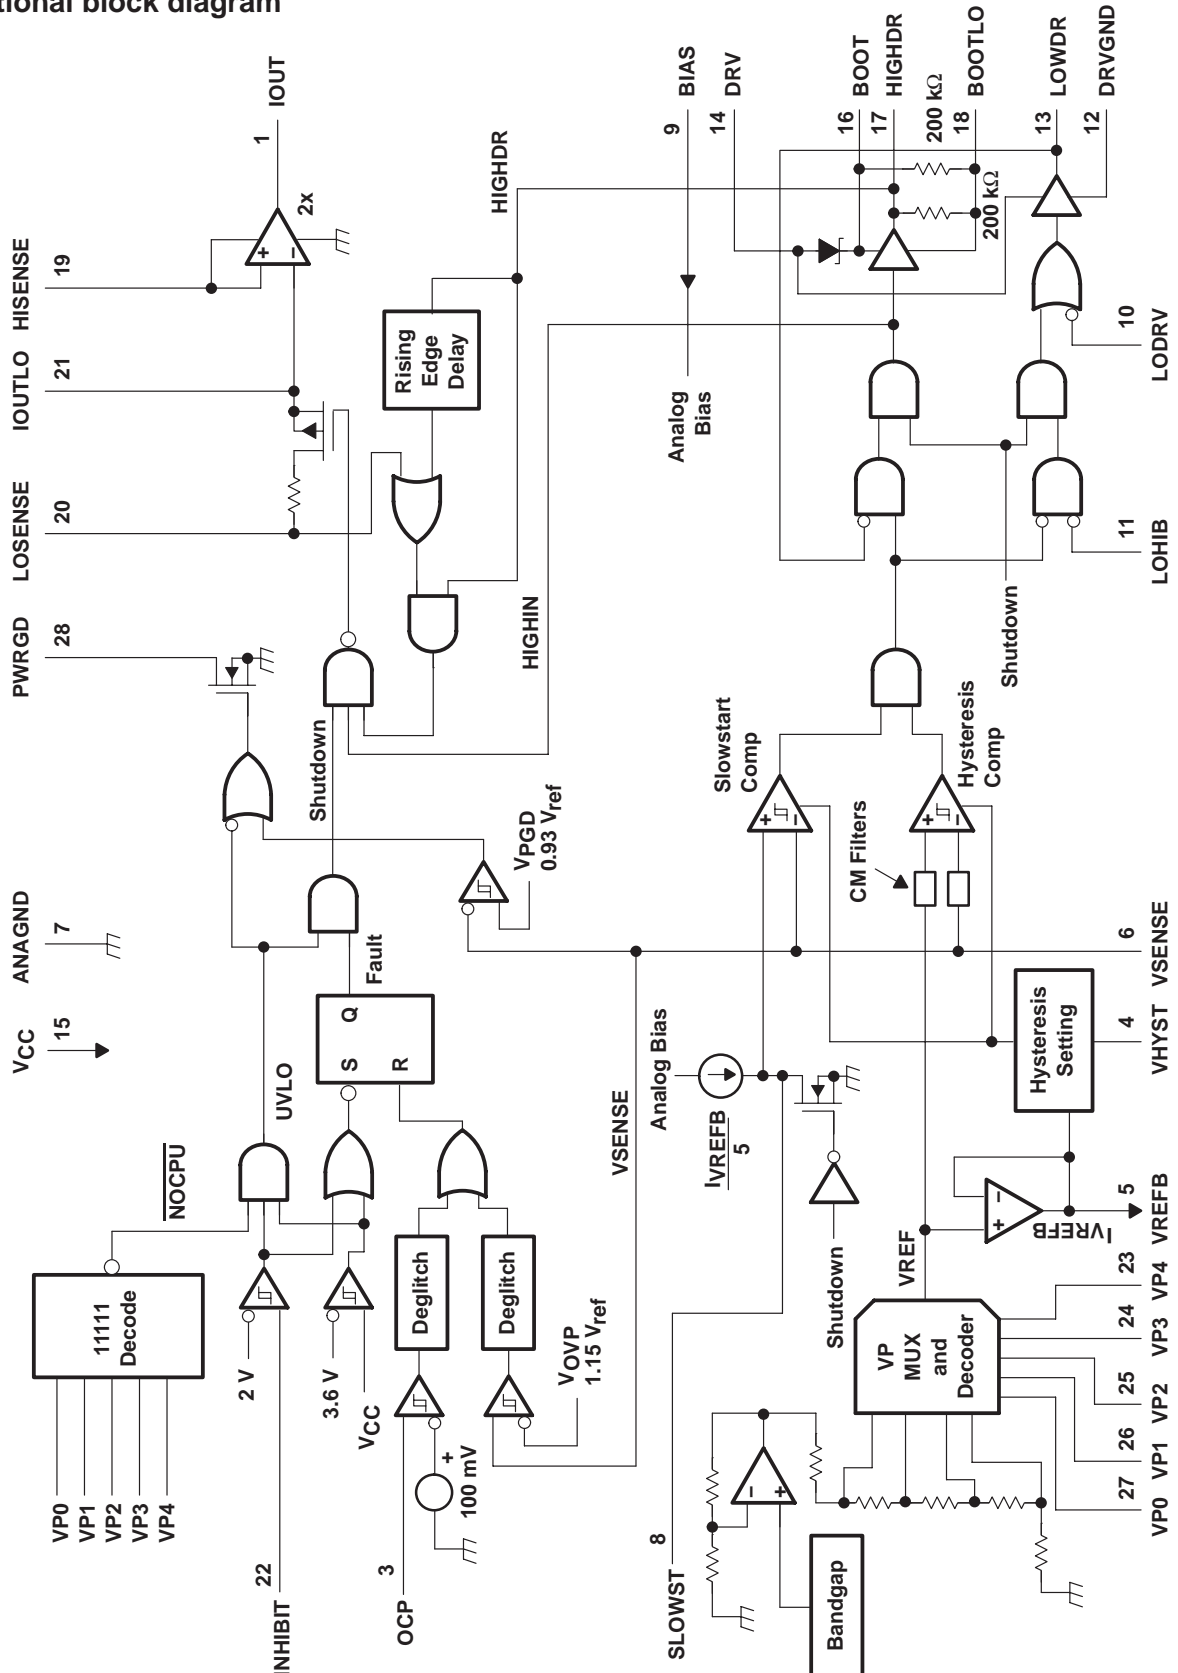 tional block diagram
VCC
15
ANAGND
7
PWRGD
28
LOSENSE
20
IOUTLO
21
HISENSE
19
1
IOUT
2x
+
−
VP0
VP1
VP2
VP3
VP4
11111
Decode
NOCPU
UVLO
22
INHIBIT
2 V
3.6 V
VCC
3
OCP
+
100 mV
Deglitch
Deglitch
VOVP
1.15 Vref
S
R
Q
Fault
Shutdown
VPGD
0.93 Vref
VSENSE
Rising
Edge
Delay
HIGHDR
HIGHIN
8
SLOWST
Bandgap
−
+
Analog Bias
IVREFB
5
Shutdown
Slowstart
Comp
+
−
Hysteresis
Comp
+
−
CM Filters
VREF
VP
MUX
and
Decoder
−
+
IVREFB
Hysteresis
Setting
Shutdown
Analog
Bias
9
BIAS
14
DRV
16
BOOT
17
HIGHDR
200 kΩ
18
BOOTLO
200 kΩ
13
LOWDR
12
DRVGND
10
LODRV
11
LOHIB
6
VSENSE
4
VHYST
5
VREFB
23
VP4
24
VP3
25
VP2
26
VP1
27
VP0